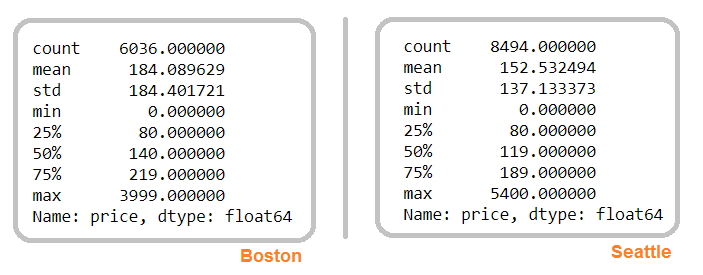 count    6036.000000
mean      184.089629
std       184.401721
min         0.000000
25%        80.000000
50%       140.000000
75%       219.000000
max      3999.000000
Name: price, dtype: float64
Boston
count    8494.000000
mean      152.532494
std       137.133373
min         0.000000
25%        80.000000
50%       119.000000
75%       189.000000
max      5400.000000
Name: price, dtype: float64
Seattle